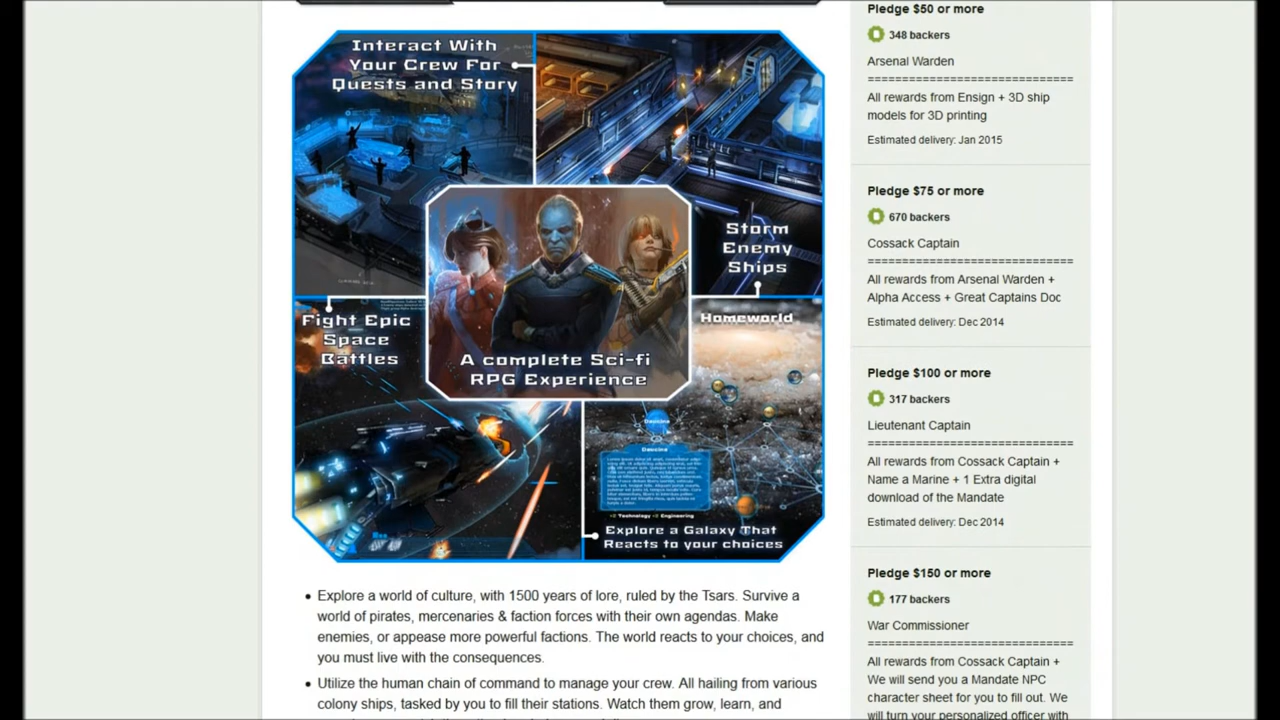 Interact With
Your Crew For
Quests and Story
Storm
Enemy
Ships
Fight Epic
Space
Battles
Homeworld
A complete Sci-fi
RPG Experience
Explore a Galaxy That
Reacts to your choices
Explore a world of culture, with 1500 years of lore, ruled by the Tsars. Survive a
world of pirates, mercenaries & faction forces with their own agendas. Make
enemies, or appease more powerful factions. The world reacts to your choices, and
you must live with the consequences.
Utilize the human chain of command to manage your crew. All hailing from various
colony ships, tasked by you to fill their stations. Watch them grow, learn, and
Pledge $50 or more
348 backers
Arsenal Warden
==============================
All rewards from Ensign + 3D ship
models for 3D printing
Estimated delivery: Jan 2015
Pledge $75 or more
670 backers
Cossack Captain
==============================
All rewards from Arsenal Warden +
Alpha Access + Great Captains Doc
Estimated delivery: Dec 2014
Pledge $100 or more
317 backers
Lieutenant Captain
==============================
All rewards from Cossack Captain +
Name a Marine + 1 Extra digital
download of the Mandate
Estimated delivery: Dec 2014
Pledge $150 or more
177 backers
War Commissioner
==============================
All rewards from Cossack Captain +
We will send you a Mandate NPC
character sheet for you to fill out. We
will turn your personalized officer with